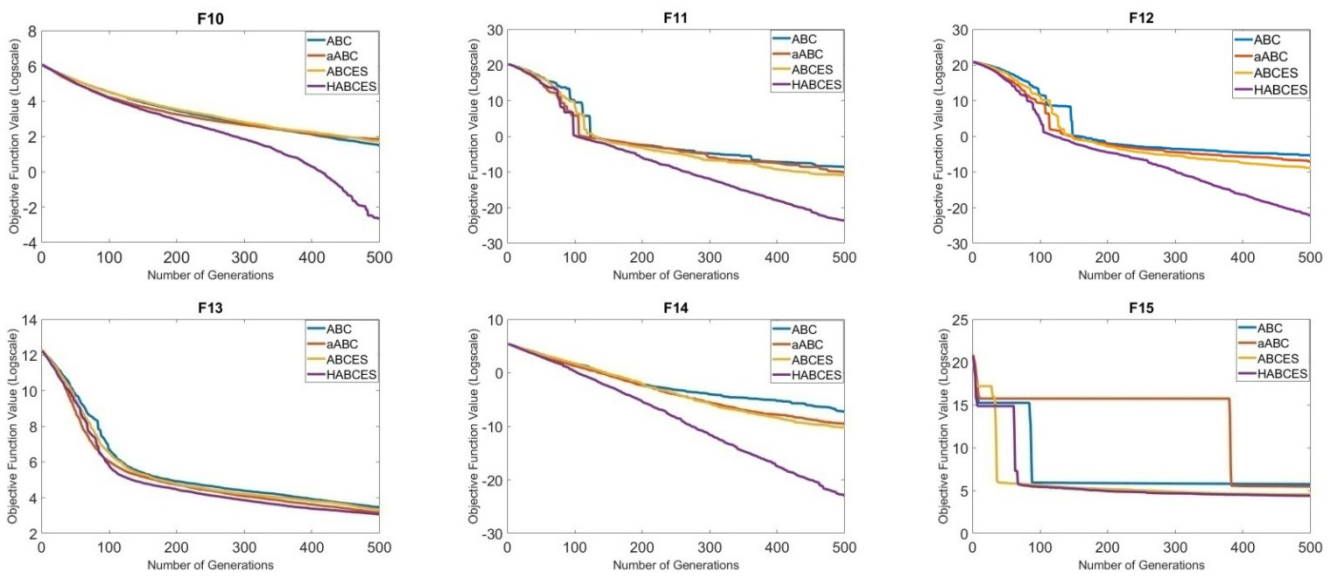 F10
Objective Function Value (Logscale)
8
6
4
2
0
-2
-4
0 100 200 300 400 500
Number of Generations
ABC
aABC
ABCES
HABCES
F11
Objective Function Value (Logscale)
30
20
10
0
-10
-20
-30
0 100 200 300 400 500
Number of Generations
ABC
aABC
ABCES
HABCES
F12
Objective Function Value (Logscale)
30
20
10
0
-10
-20
-30
0 100 200 300 400 500
Number of Generations
ABC
aABC
ABCES
HABCES
F13
Objective Function Value (Logscale)
14
12
10
8
6
4
2
0 100 200 300 400 500
Number of Generations
ABC
aABC
ABCES
HABCES
F14
Objective Function Value (Logscale)
10
0
-10
-20
-30
0 100 200 300 400 500
Number of Generations
ABC
aABC
ABCES
HABCES
F15
Objective Function Value (Logscale)
25
20
15
10
5
0
0 100 200 300 400 500
Number of Generations
ABC
aABC
ABCES
HABCES